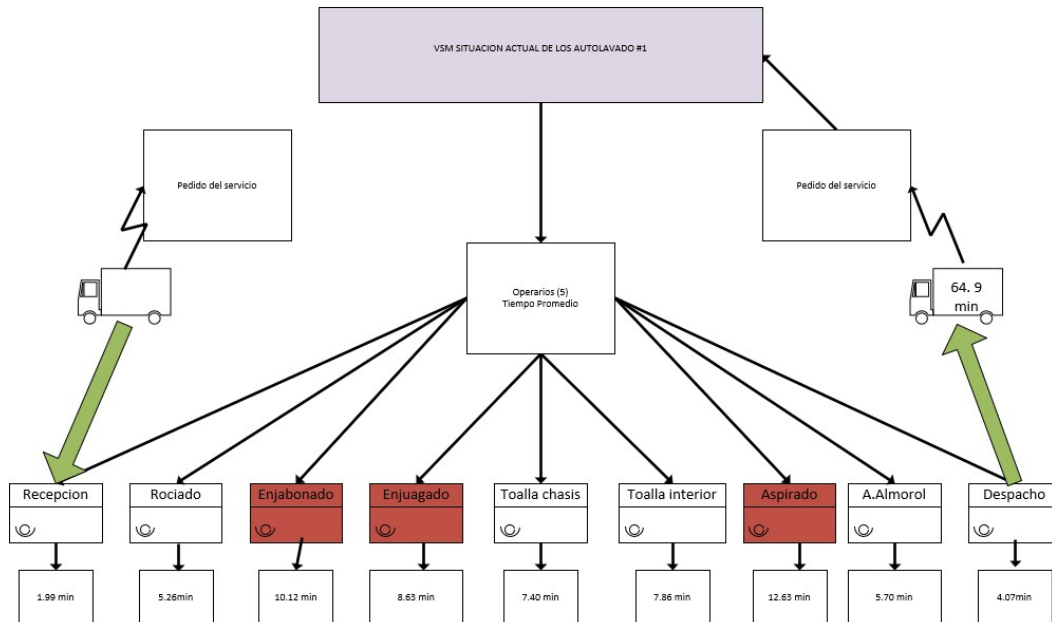 VSM SITUACION ACTUAL DE LOS AUTOLAVADO #1
Pedido del servicio
Pedido del servicio
64. 9
min
Operarios (5)
Tiempo Promedio
Recepcion
Rociado
Enjabonado
Enjuagado
Toalla chasis
Toalla interior
Aspirado
A.Almorol
Despacho
1.99 min
5.26min
10.12 min
8.63 min
7.40 min
7.86 min
12.63 min
5.70 min
4.07min